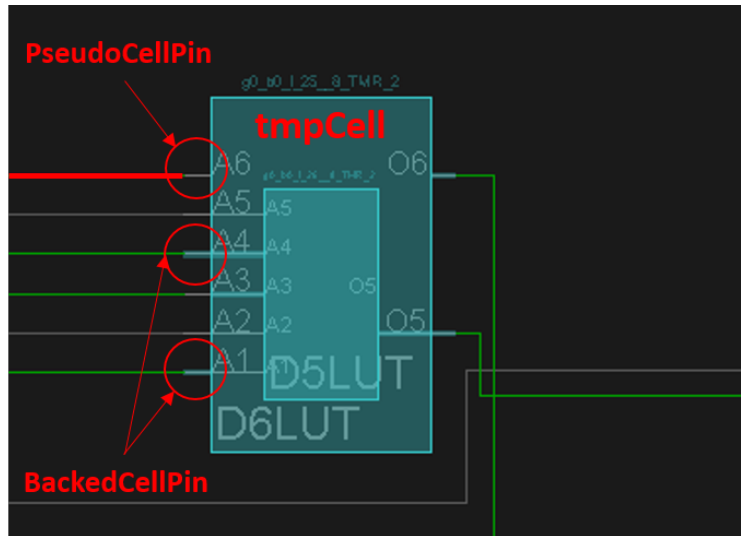 PseudoCellPin
g0_b0_l_25__8_TMR_2
tmpCell
A6
O6
A5
A5
A4
A4
A3
A3
O5
A2
A2
O5
A1
A1
D5LUT
D6LUT
BackedCellPin